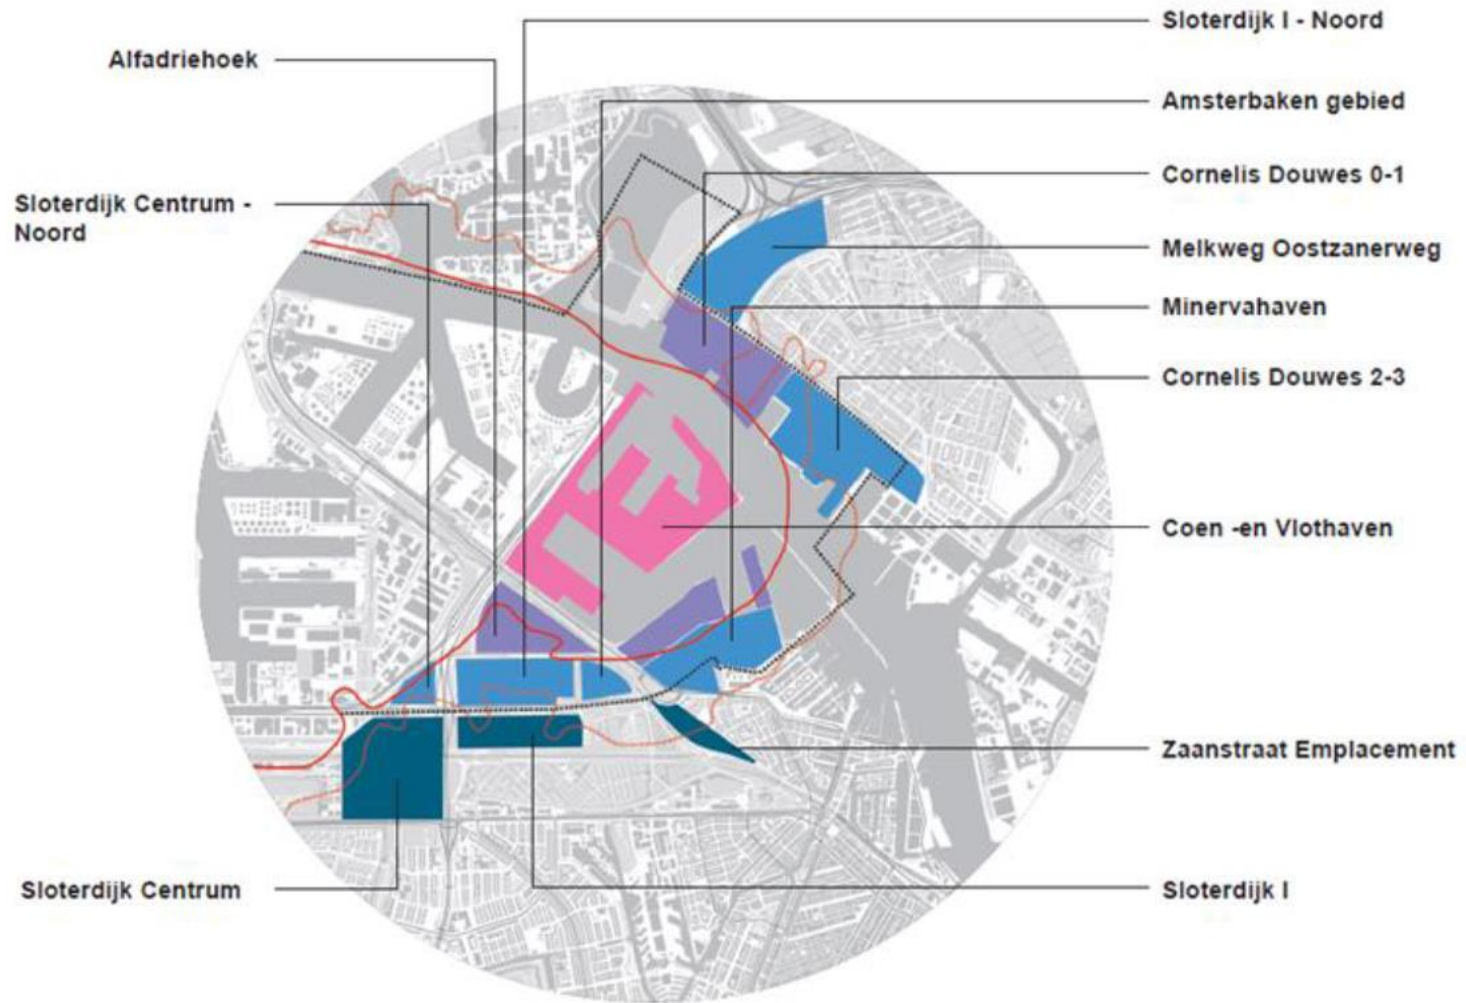 Sloterdijk I - Noord
Alfadriehoek
Amsterbaken gebied
Cornelis Douwes 0-1
Sloterdijk Centrum -
Noord
Melkweg Oostzanerweg
Minervahaven
Cornelis Douwes 2-3
Coen -en Vlothaven
Zaanstraat Emplacement
Sloterdijk Centrum
Sloterdijk I